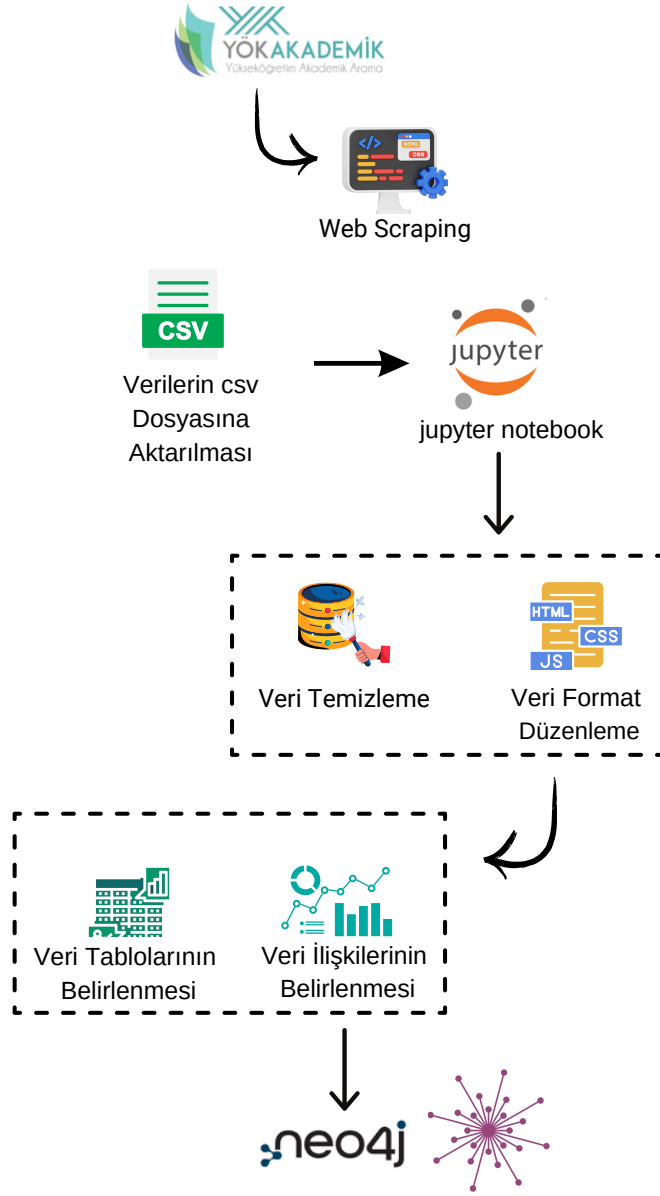 YÖKAKADEMİK
Yükseköğretim Akademik Arama
</>
HTML
CSS
Web Scraping
CSV
Verilerin csv
Dosyasına
Aktarılması
jupyter
jupyter notebook
Veri Temizleme
HTML
CSS
JS
Veri Format
Düzenleme
Veri Tablolarının
Belirlenmesi
Veri İlişkilerinin
Belirlenmesi
neo4j